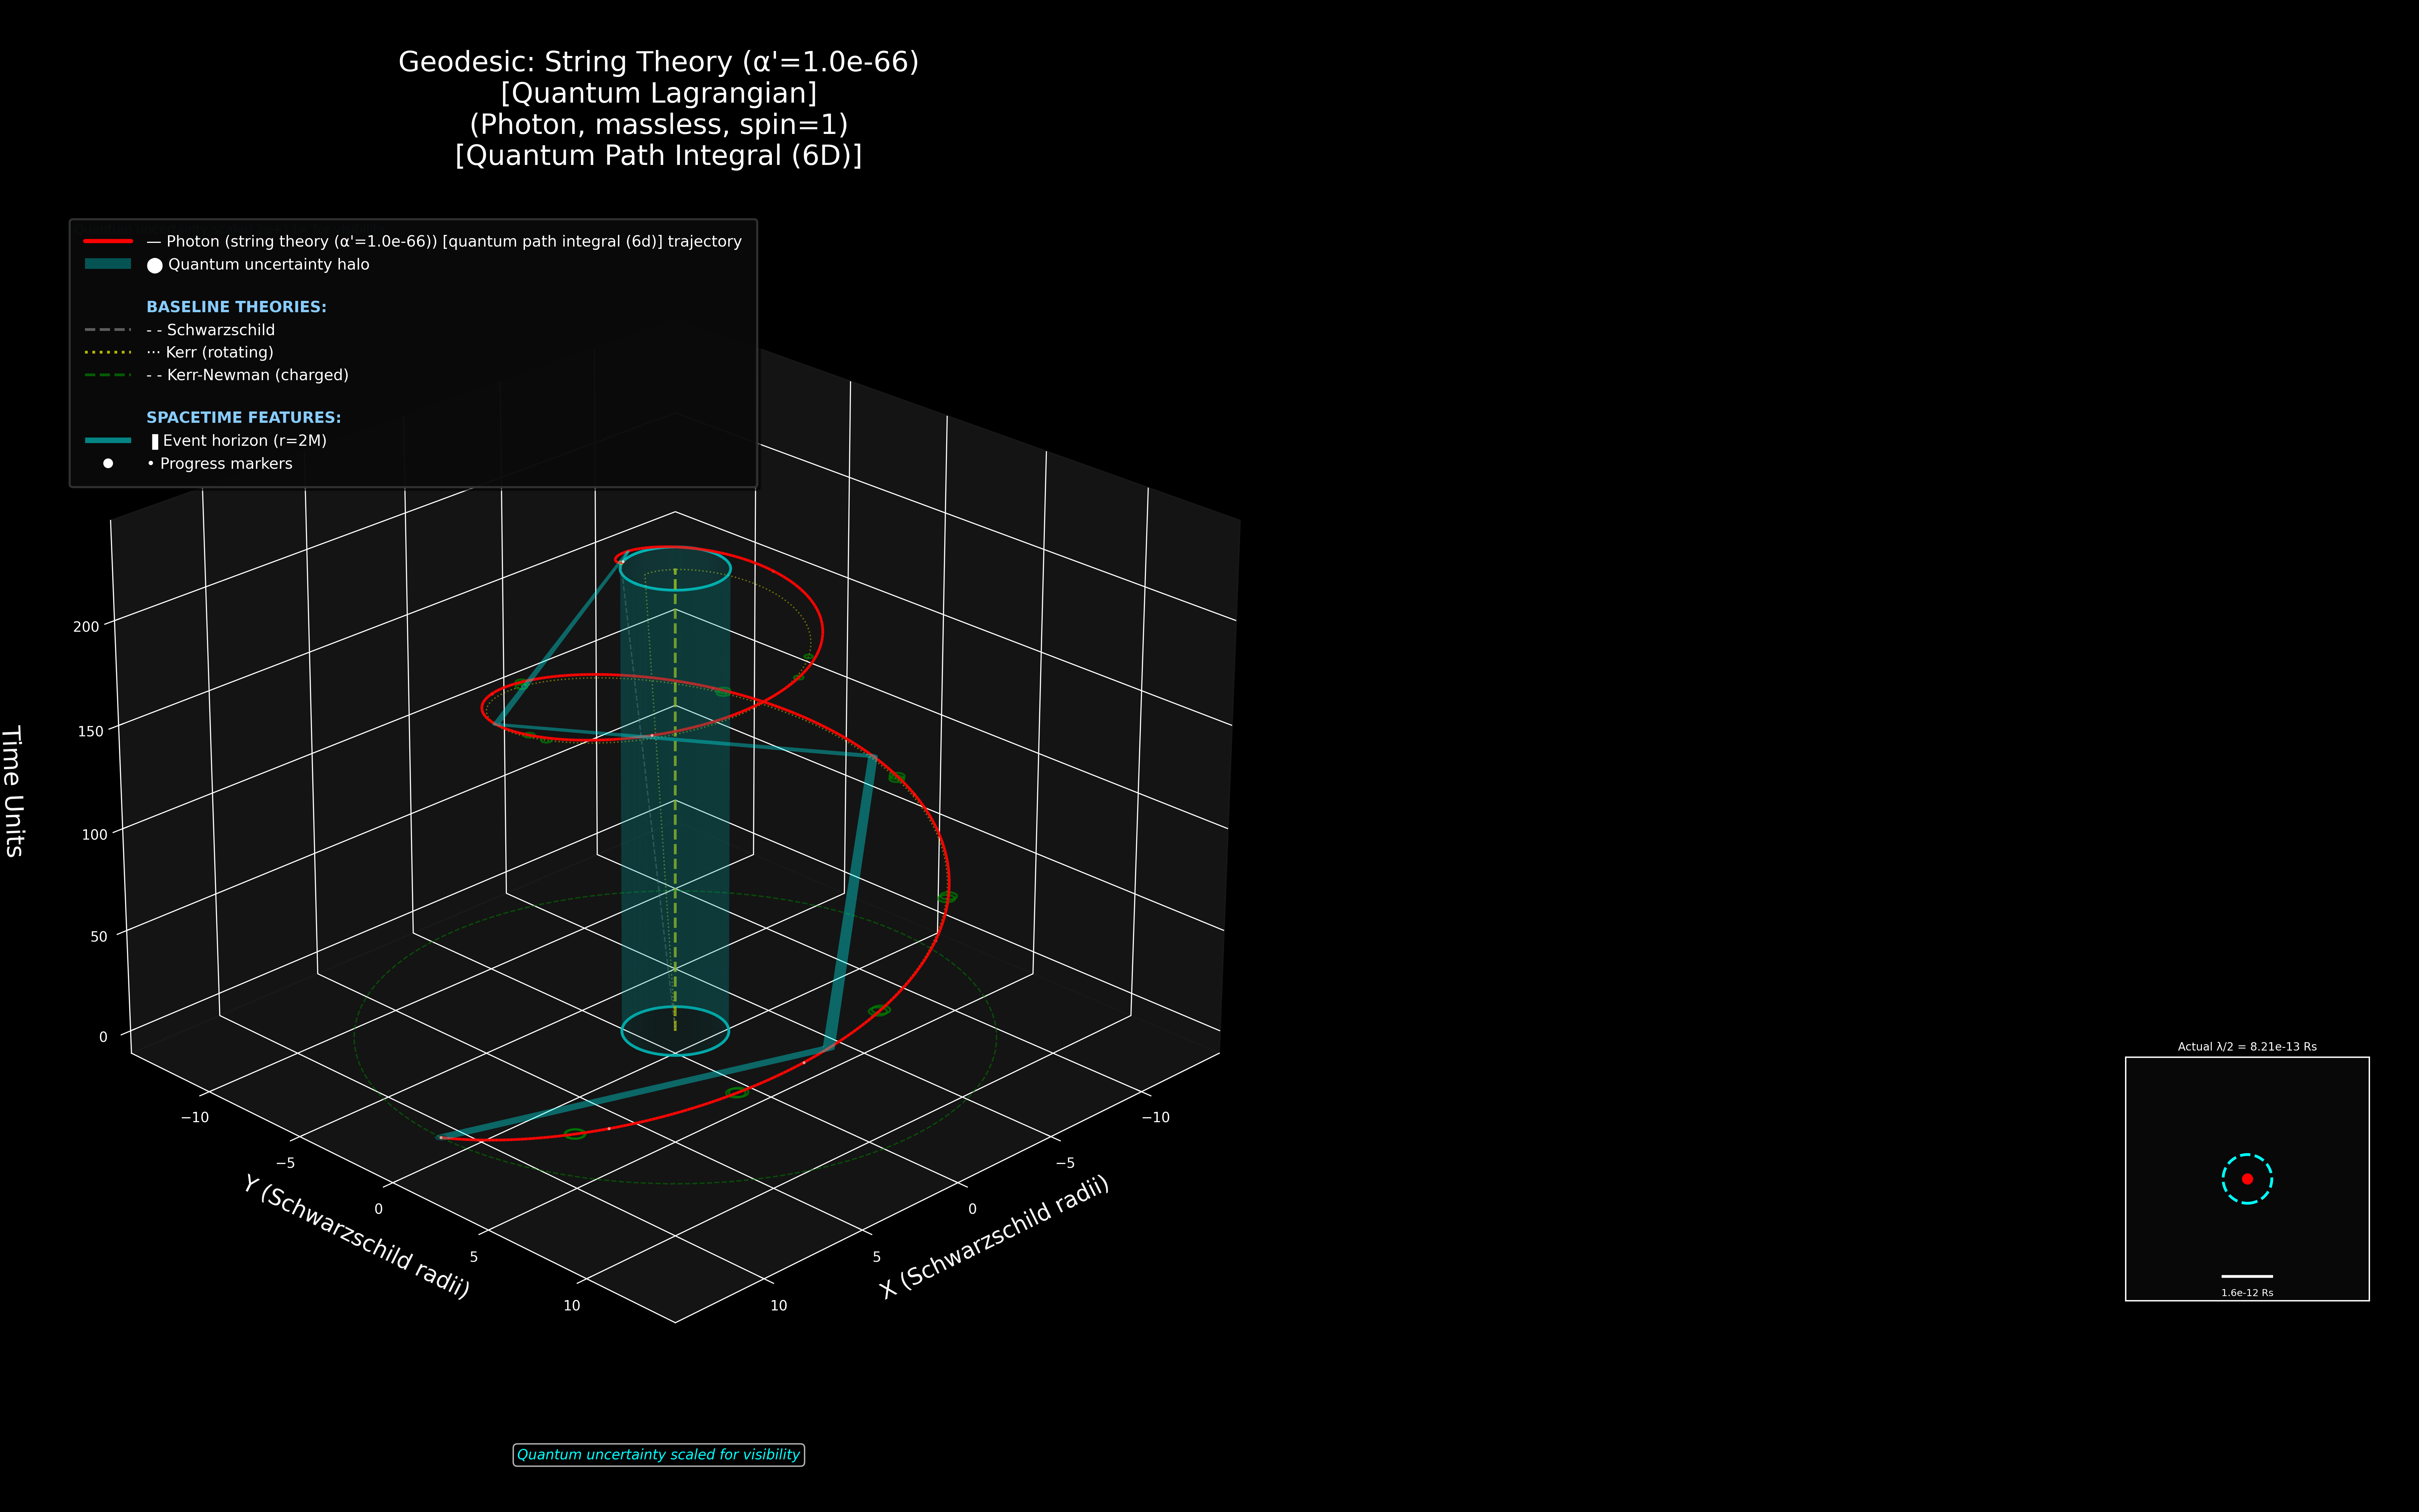 Geodesic: String Theory (α'=1.0e-66)
[Quantum Lagrangian]
(Photon, massless, spin=1)
[Quantum Path Integral (6D)]
— Photon (string theory (α'=1.0e-66)) [quantum path integral (6d)] trajectory
⬤ Quantum uncertainty halo
BASELINE THEORIES:
- - Schwarzschild
··· Kerr (rotating)
- - Kerr-Newman (charged)
SPACETIME FEATURES:
▐ Event horizon (r=2M)
• Progress markers
Time Units
200
150
100
50
0
−10
−5
0
5
10
Y (Schwarzschild radii)
−10
−5
0
5
10
X (Schwarzschild radii)
Actual λ/2 = 8.21e-13 Rs
1.6e-12 Rs
Quantum uncertainty scaled for visibility